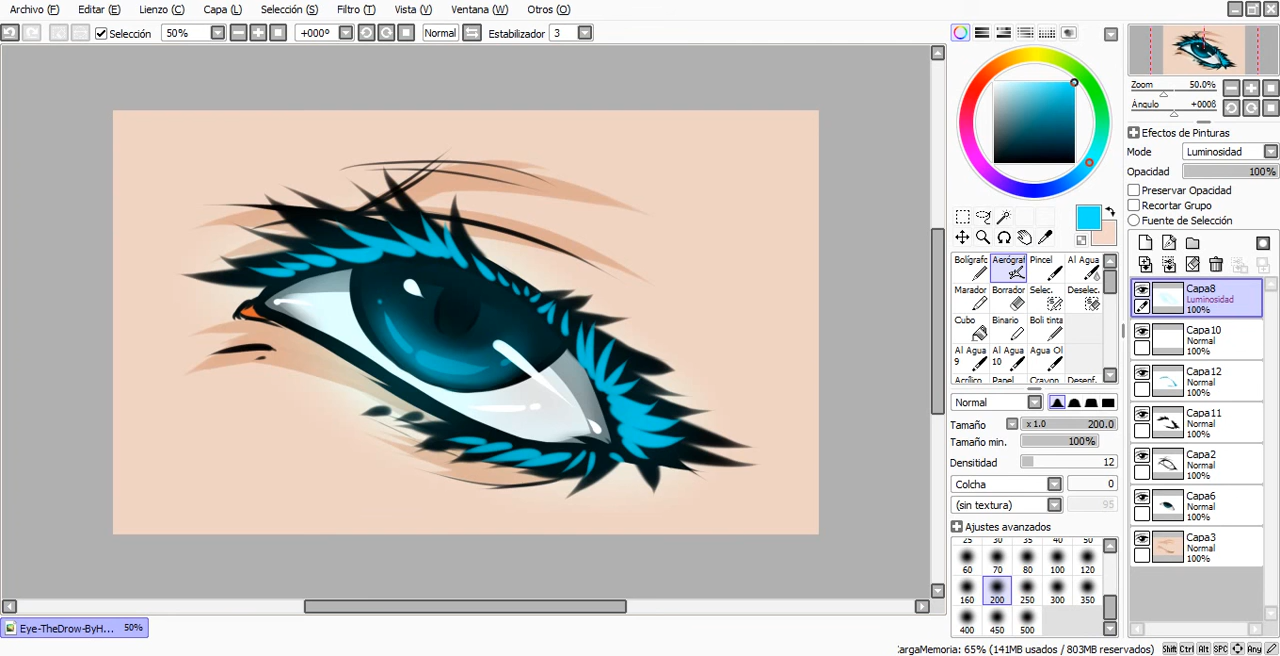 Archivo (F) Editar (E) Lienzo (C) Capa (L) Selección (S) Filtro (T) Vista (V) Ventana (W) Otros (O)
Selección 50% +000º Normal Estabilizador 3
Zoom 50.0%
Ángulo +000ß
Efectos de Pinturas
Mode Luminosidad
Opacidad 100%
Preservar Opacidad
Recortar Grupo
Fuente de Selección
Bolígrafo Aerógraf Pincel Al Agua
Marador Borrador Selec. Deselec.
Cubo Binario Boli tinta
Al Agua 9 Al Agua 10 Agua Ol
Acrílico Papel Crayon Desenf.
Normal
Tamaño x 1.0 200.0
Tamaño min. 100%
Densitidad 12
Colcha 0
(sin textura) 95
Ajustes avanzados
25 30 35 40 50
60 70 80 100 120
160 200 250 300 350
400 450 500
Capa8
Luminosidad
100%
Capa10
Normal
100%
Capa12
Normal
100%
Capa11
Normal
100%
Capa2
Normal
100%
Capa6
Normal
100%
Capa3
Normal
100%
Eye-TheDrow-ByH... 50%
argaMemoria: 65% (141MB usados / 803MB reservados) Shift Ctrl Alt SPC Any